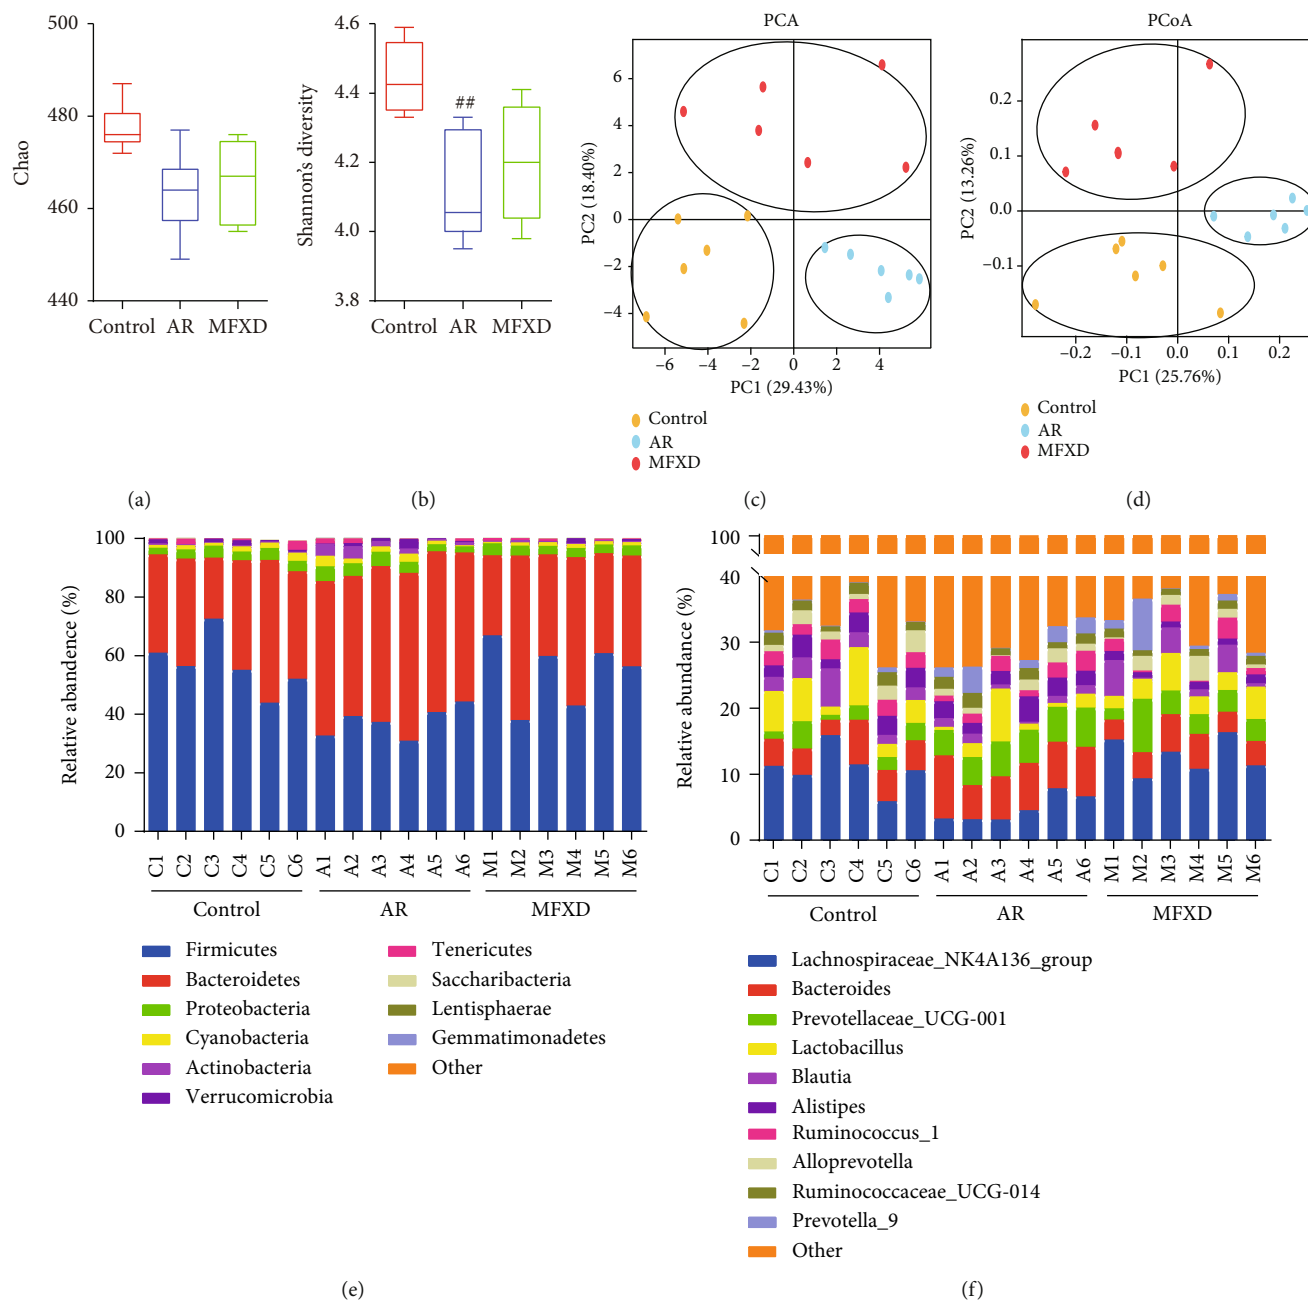 500
480
460
440
Chao
Control
AR
MFXD
(a)
4.6
4.4
4.2
4.0
3.8
Shannon's diversity
##
Control
AR
MFXD
(b)
PCA
6
4
2
0
−2
−4
PC2 (18.40%)
−6
−4
−2
0
2
4
PC1 (29.43%)
Control
AR
MFXD
(c)
PCoA
0.2
0.1
0.0
−0.1
PC2 (13.26%)
−0.2
−0.1
0.0
0.1
0.2
PC1 (25.76%)
Control
AR
MFXD
(d)
100
80
60
40
20
0
Relative abundence (%)
C1
C2
C3
C4
C5
C6
A1
A2
A3
A4
A5
A6
M1
M2
M3
M4
M5
M6
Control
AR
MFXD
Firmicutes
Bacteroidetes
Proteobacteria
Cyanobacteria
Actinobacteria
Verrucomicrobia
Tenericutes
Saccharibacteria
Lentisphaerae
Gemmatimonadetes
Other
(e)
100
40
30
20
10
0
Relative abundance (%)
C1
C2
C3
C4
C5
C6
A1
A2
A3
A4
A5
A6
M1
M2
M3
M4
M5
M6
Control
AR
MFXD
Lachnospiraceae_NK4A136_group
Bacteroides
Prevotellaceae_UCG-001
Lactobacillus
Blautia
Alistipes
Ruminococcus_1
Alloprevotella
Ruminococcaceae_UCG-014
Prevotella_9
Other
(f)